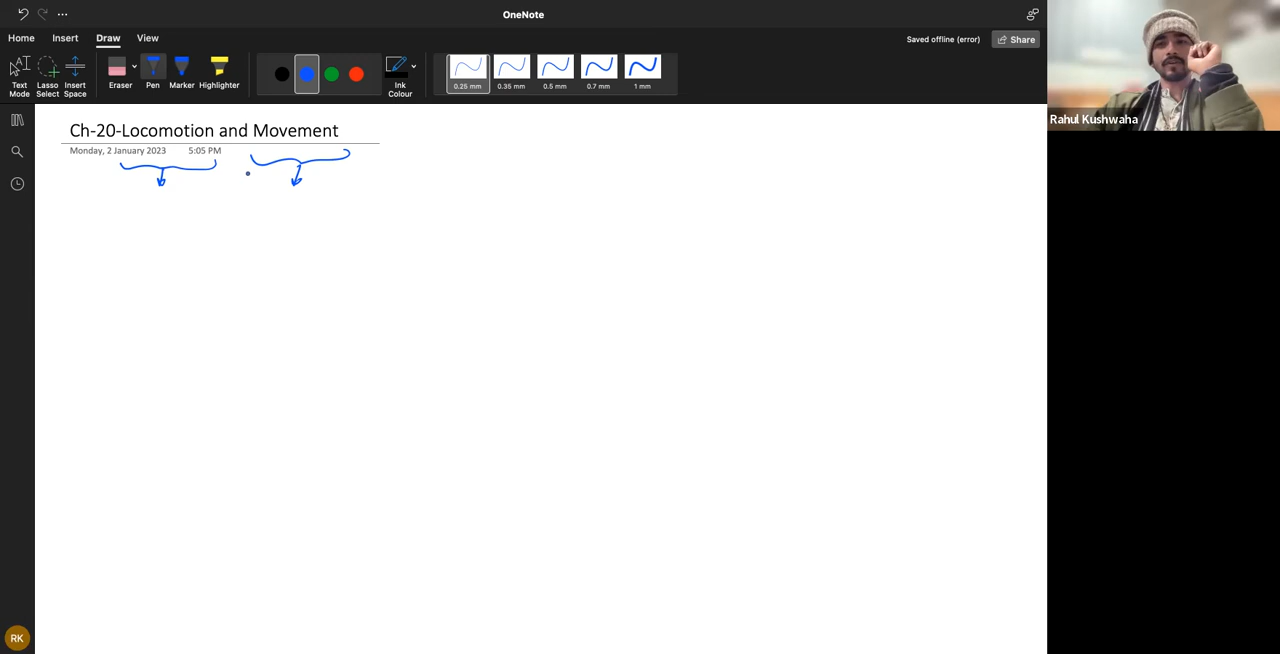 OneNote
Home Insert Draw View
Saved offline (error) Share
Text Mode Lasso Select Insert Space Eraser Pen Marker Highlighter Ink Colour 0.25 mm 0.35 mm 0.5 mm 0.7 mm 1 mm
Rahul Kushwaha
Ch-20-Locomotion and Movement
Monday, 2 January 2023 5:05 PM
RK